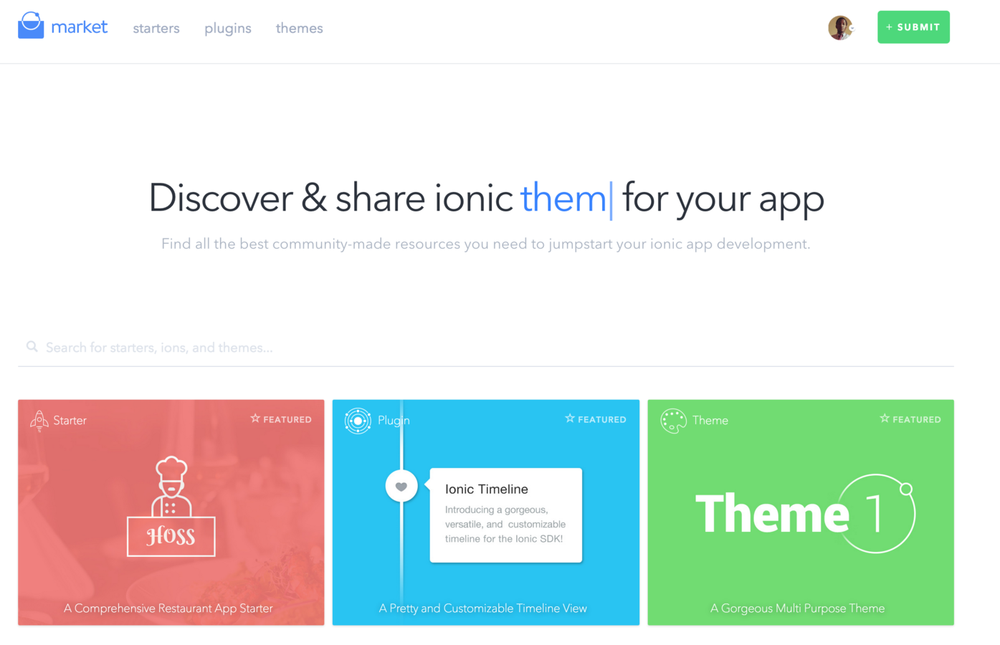 market
starters
plugins
themes
+ SUBMIT
Discover & share ionic them| for your app
Find all the best community-made resources you need to jumpstart your ionic app development.
Search for starters, ions, and themes...
Starter
FEATURED
Hoss
A Comprehensive Restaurant App Starter
Plugin
FEATURED
Ionic Timeline
Introducing a gorgeous,
versatile, and customizable
timeline for the Ionic SDK!
A Pretty and Customizable Timeline View
Theme
FEATURED
Theme 1
A Gorgeous Multi Purpose Theme